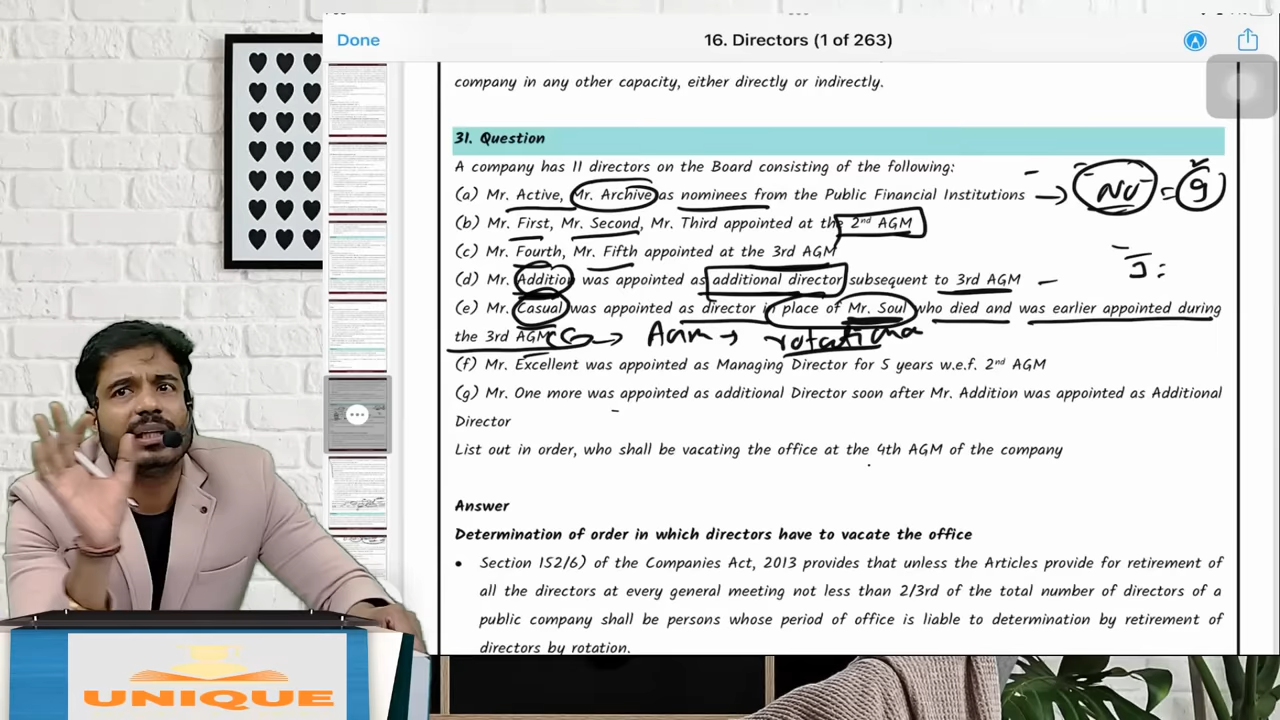 Done
16. Directors (1 of 263)
company in any other capacity, either directly or indirectly.
31. Question
A company has 11 directors on the Board consisting of the following:
(a) Mr. Active, Mr. Archive as nominees from Public Financial Institutions
(b) Mr. First, Mr. Second, Mr. Third appointed at the 2nd AGM
(c) Mr. Fourth, Mr. Fifth appointed at the 3rd AGM
(d) Mr. Addition was appointed as additional director subsequent to 3rd AGM
(e) Mr. Casual was appointed as director in place of Mr. Soul who died and was earlier appointed during
the 3rd AGM
AGM → rotational
(f) Mr. Excellent was appointed as Managing Director for 5 years w.e.f. 2nd AGM
(g) Mr. One more was appointed as additional Director soon after Mr. Addition was appointed as Additional
Director
List out in order, who shall be vacating the office at the 4th AGM of the company
Answer
Determination of order in which directors have to vacate the office
• Section 152(6) of the Companies Act, 2013 provides that unless the Articles provide for retirement of
all the directors at every general meeting not less than 2/3rd of the total number of directors of a
public company shall be persons whose period of office is liable to determination by retirement of
directors by rotation.
= 9
UNIQUE